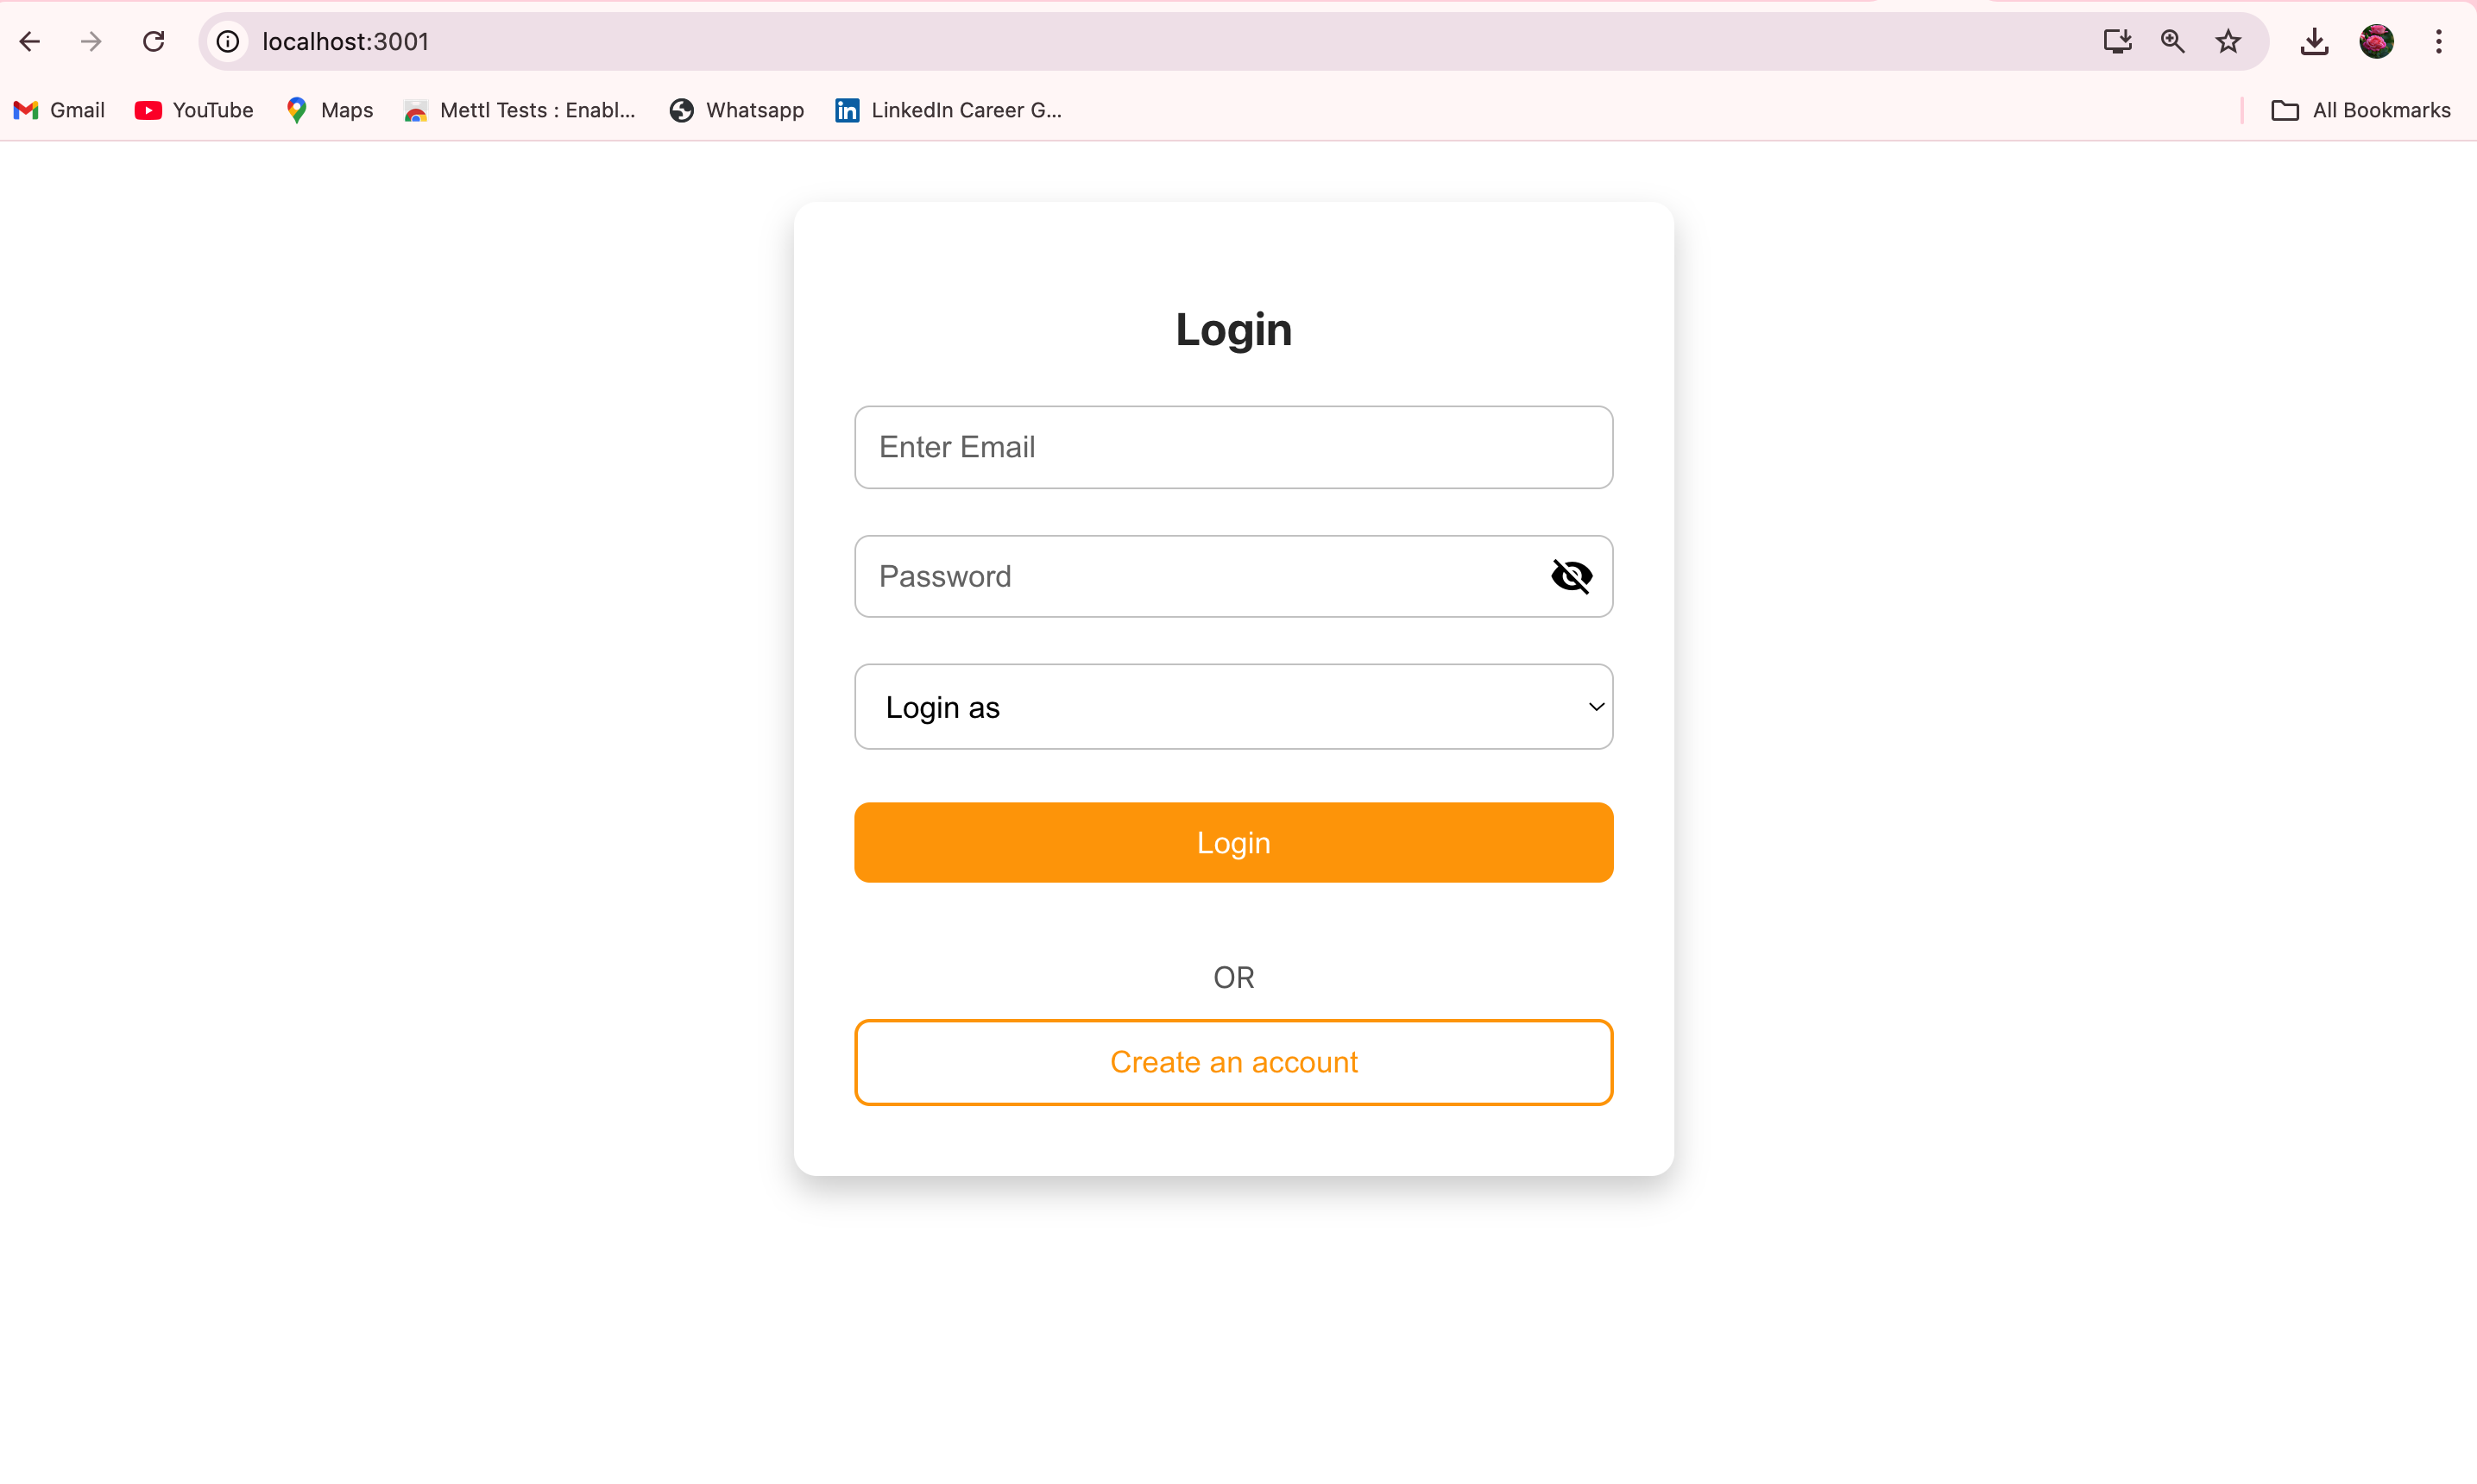 localhost:3001
Gmail YouTube Maps Mettl Tests : Enabl... Whatsapp LinkedIn Career G... All Bookmarks
Login
Enter Email
Password
Login as
Login
OR
Create an account